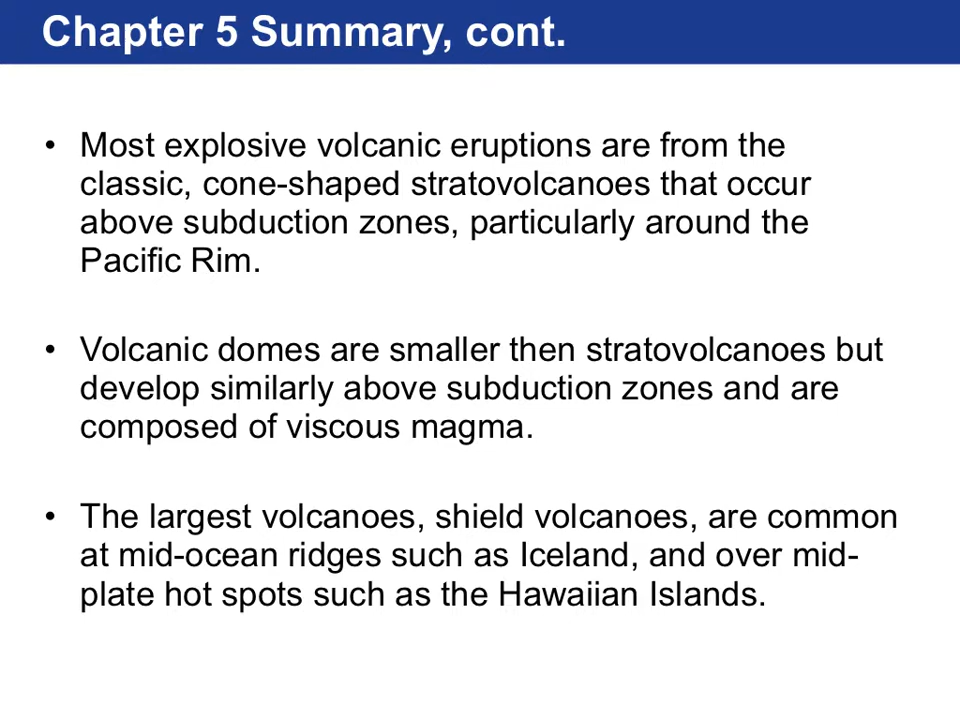 Chapter 5 Summary, cont.
• Most explosive volcanic eruptions are from the
classic, cone-shaped stratovolcanoes that occur
above subduction zones, particularly around the
Pacific Rim.
• Volcanic domes are smaller then stratovolcanoes but
develop similarly above subduction zones and are
composed of viscous magma.
• The largest volcanoes, shield volcanoes, are common
at mid-ocean ridges such as Iceland, and over mid-
plate hot spots such as the Hawaiian Islands.